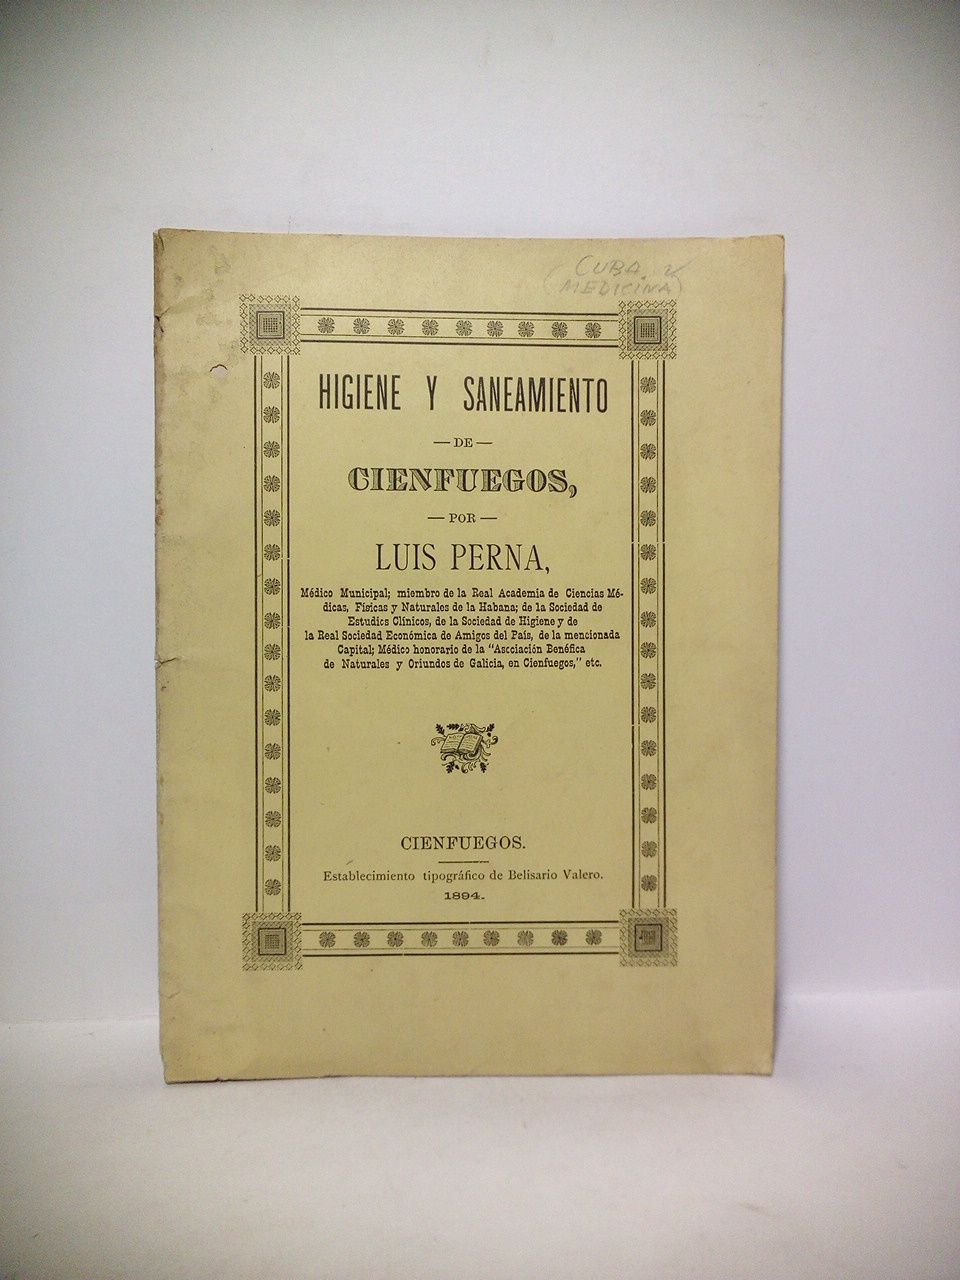 CUBA. Y
(MEDICINA)
HIGIENE Y SANEAMIENTO
— DE —
CIENFUEGOS,
— POR —
LUIS PERNA,
Médico Municipal; miembro de la Real Academia de Ciencias Mé-
dicas, Físicas y Naturales de la Habana; de la Sociedad de
Estudics Clínicos, de la Sociedad de Higiene y de
la Real Sociedad Económica de Amigos del País, de la mencionada
Capital; Médico honorario de la "Ascciación Benéfica
de Naturales y Oriundos de Galicia, en Cienfuegos," etc.
CIENFUEGOS.
Establecimiento tipográfico de Belisario Valero.
1894.